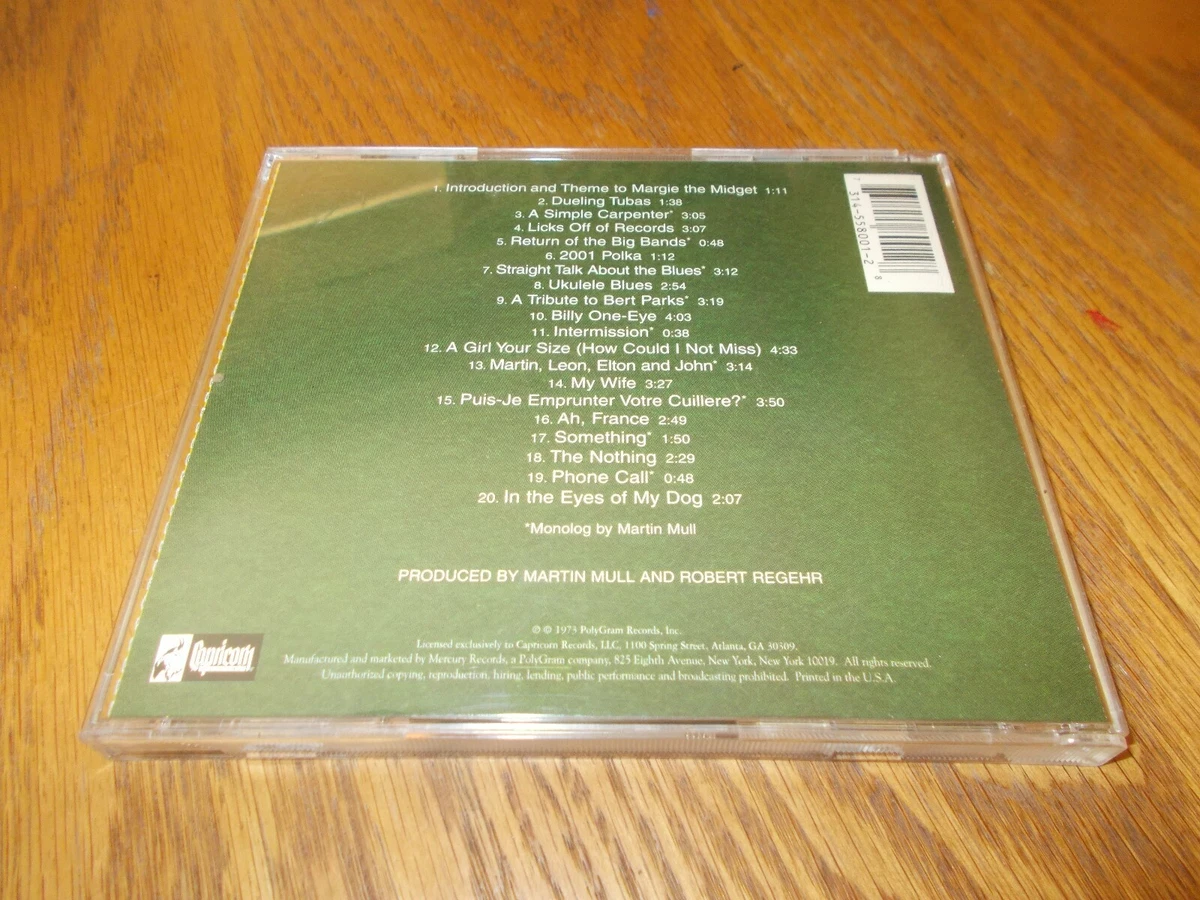 1. Introduction and Theme to Margie the Midget 1:11
2. Dueling Tubas 1:38
3. A Simple Carpenter* 3:05
4. Licks Off of Records 3:07
5. Return of the Big Bands* 0:48
6. 2001 Polka 1:12
7. Straight Talk About the Blues* 3:12
8. Ukulele Blues 2:54
9. A Tribute to Bert Parks* 3:19
10. Billy One-Eye 4:03
11. Intermission* 0:38
12. A Girl Your Size (How Could I Not Miss) 4:33
13. Martin, Leon, Elton and John* 3:14
14. My Wife 3:27
15. Puis-Je Emprunter Votre Cuillere?* 3:50
16. Ah, France 2:49
17. Something* 1:50
18. The Nothing 2:29
19. Phone Call* 0:48
20. In the Eyes of My Dog 2:07
*Monolog by Martin Mull
PRODUCED BY MARTIN MULL AND ROBERT REGEHR
℗ © 1973 PolyGram Records, Inc.
Licensed exclusively to Capricorn Records, LLC, 1100 Spring Street, Atlanta, GA 30309.
Manufactured and marketed by Mercury Records, a PolyGram company, 825 Eighth Avenue, New York, New York 10019. All rights reserved.
Unauthorized copying, reproduction, hiring, lending, public performance and broadcasting prohibited. Printed in the U.S.A.
Capricorn
7 314-558001-2 8